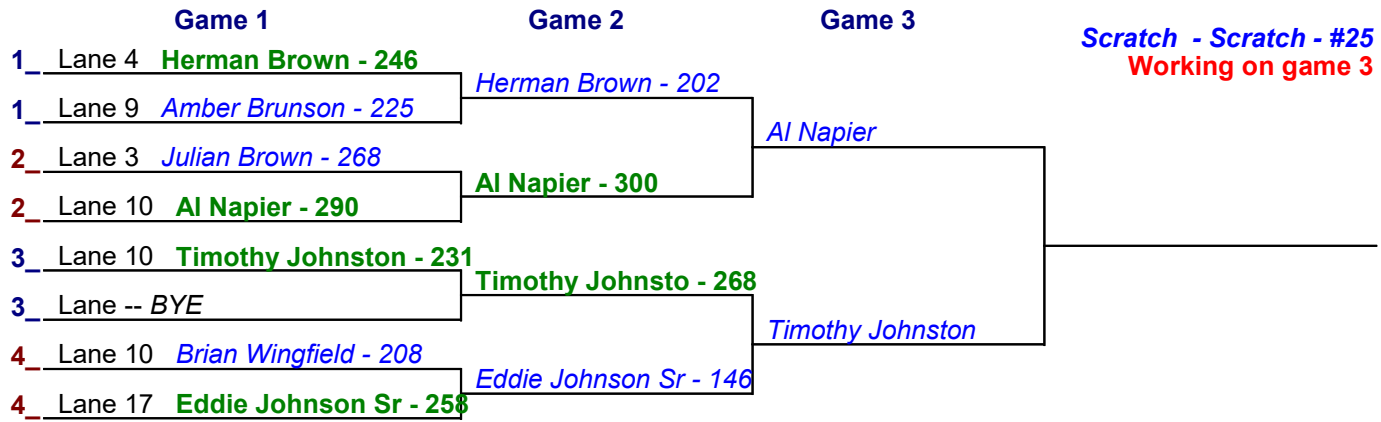 Game 1 Game 2 Game 3
Scratch - Scratch - #25
Working on game 3
1_ Lane 4 Herman Brown - 246
Herman Brown - 202
1_ Lane 9 Amber Brunson - 225
Al Napier
2_ Lane 3 Julian Brown - 268
Al Napier - 300
2_ Lane 10 Al Napier - 290
3_ Lane 10 Timothy Johnston - 231
Timothy Johnsto - 268
3_ Lane -- BYE
Timothy Johnston
4_ Lane 10 Brian Wingfield - 208
Eddie Johnson Sr - 146
4_ Lane 17 Eddie Johnson Sr - 258